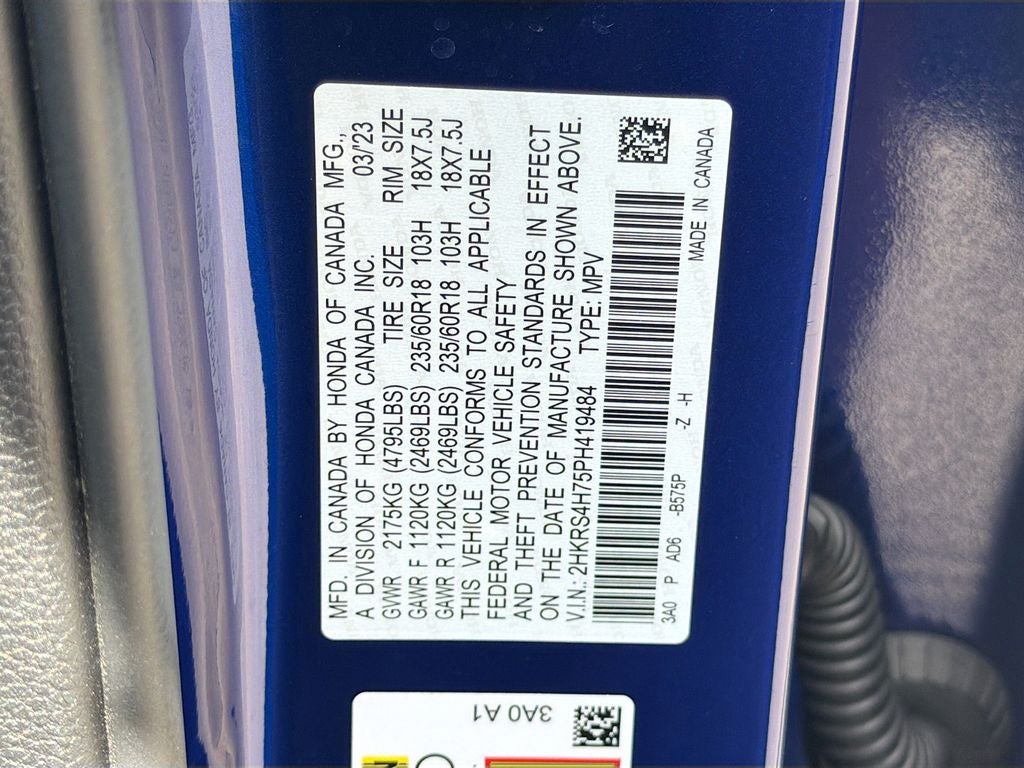 MFD. IN CANADA BY HONDA OF CANADA MFG.,
A DIVISION OF HONDA CANADA INC. 03/'23
GVWR 2175KG (4795LBS) TIRE SIZE RIM SIZE
GAWR F 1120KG (2469LBS) 235/60R18 103H 18X7.5J
GAWR R 1120KG (2469LBS) 235/60R18 103H 18X7.5J
THIS VEHICLE CONFORMS TO ALL APPLICABLE
FEDERAL MOTOR VEHICLE SAFETY
AND THEFT PREVENTION STANDARDS IN EFFECT
ON THE DATE OF MANUFACTURE SHOWN ABOVE.
V.I.N.: 2HKRS4H75PH419484 TYPE: MPV
3A0 P AD6 -B575P -Z -H MADE IN CANADA
3A0 A1